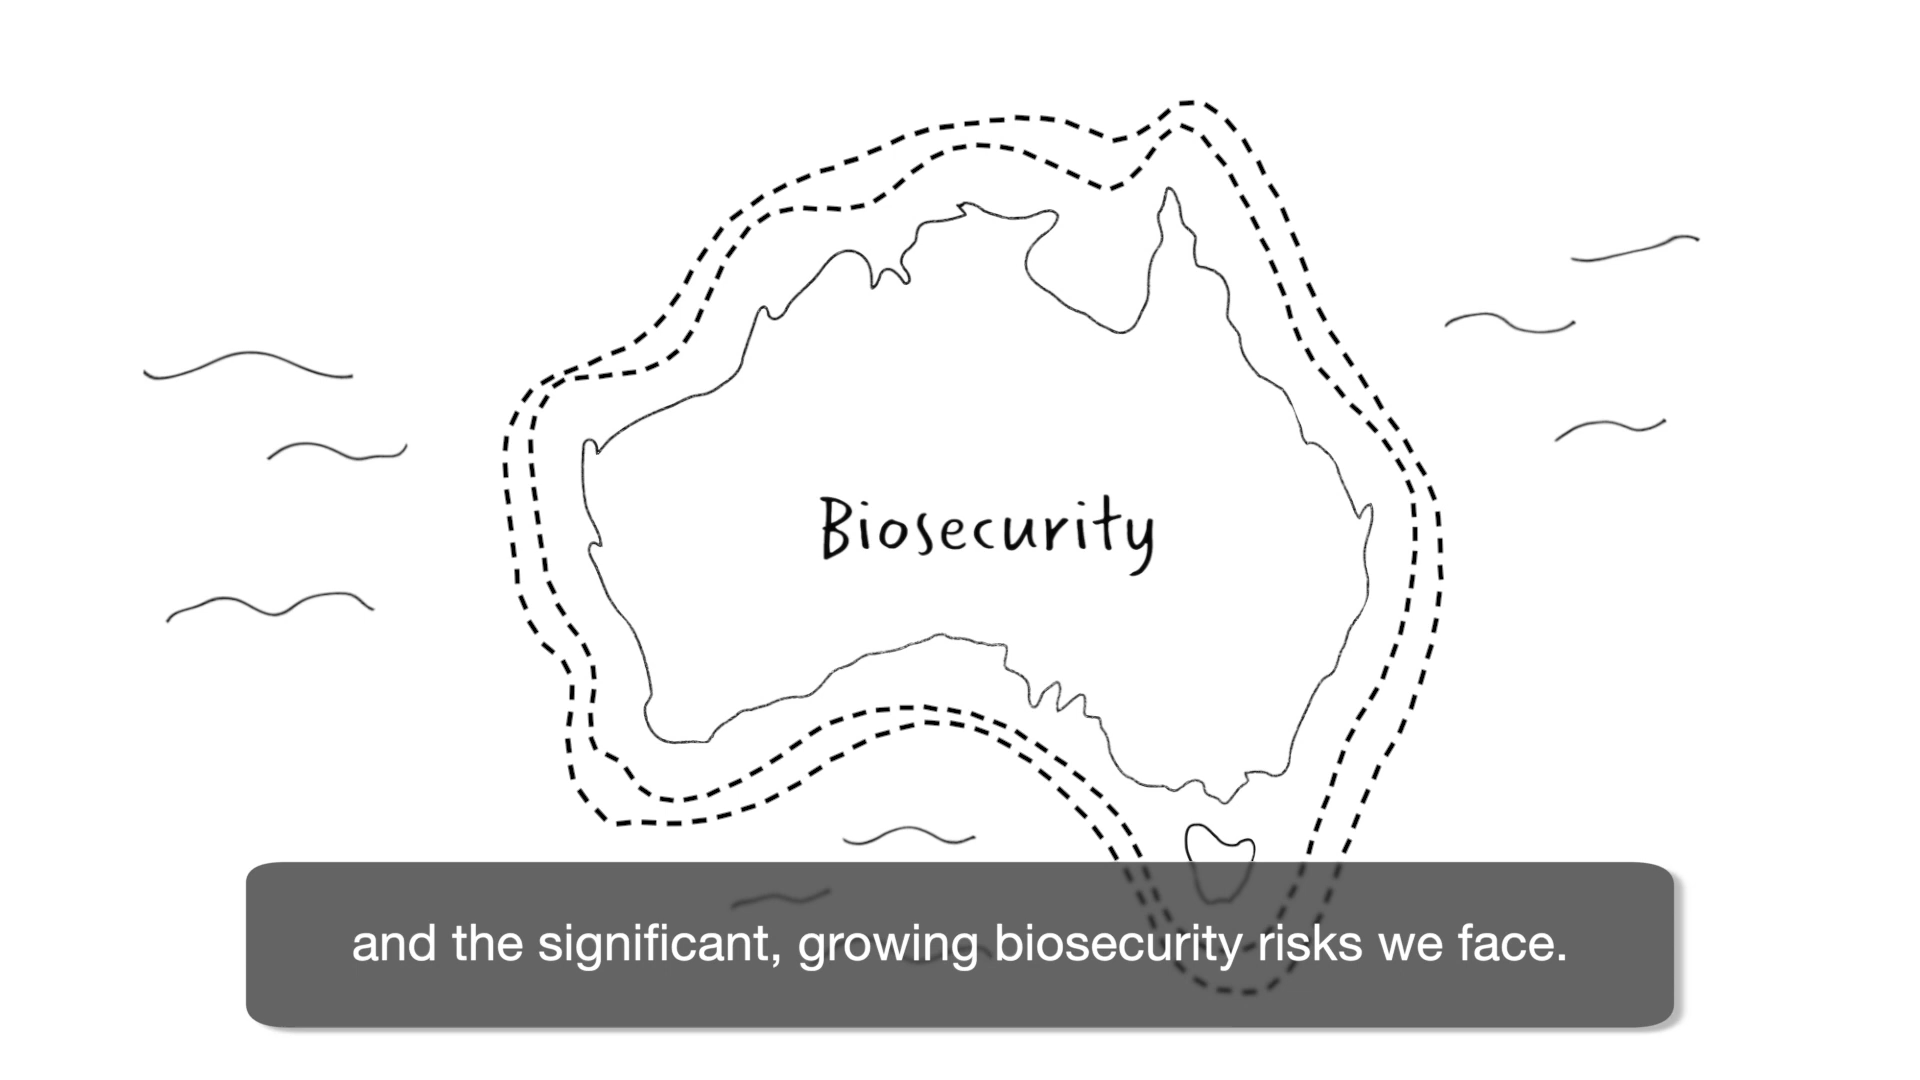 Biosecurity
and the significant, growing biosecurity risks we face.